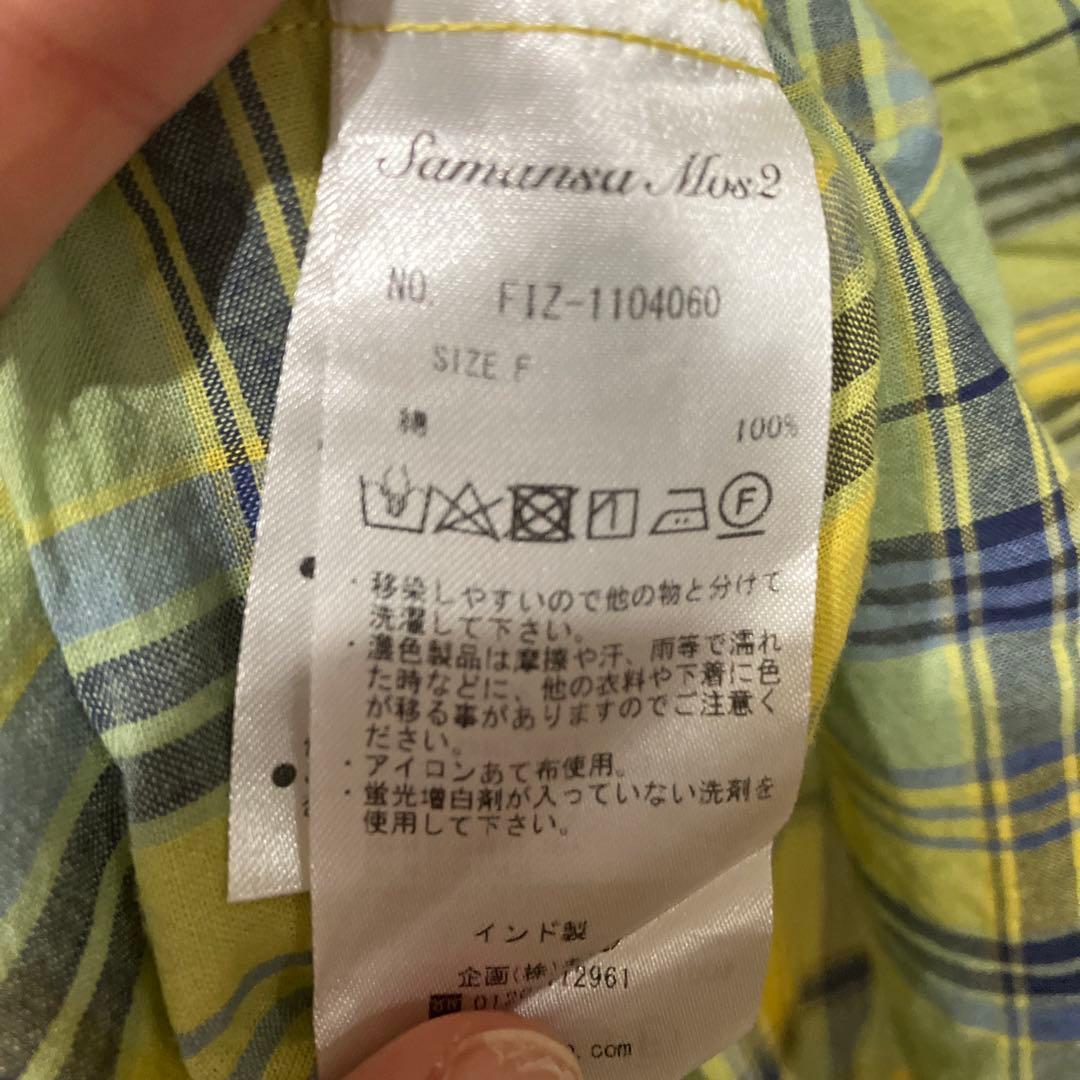 Samansa Mos2
NO. FIZ-1104060
SIZE F
綿 100%
F
・移染しやすいので他の物と分けて
洗濯して下さい。
・濃色製品は摩擦や汗、雨等で濡れ
た時などに、他の衣料や下着に色
が移る事がありますのでご注意く
ださい。
・アイロンあて布使用。
・蛍光増白剤が入っていない洗剤を
使用して下さい。
インド製
企画(株) 12961
.com